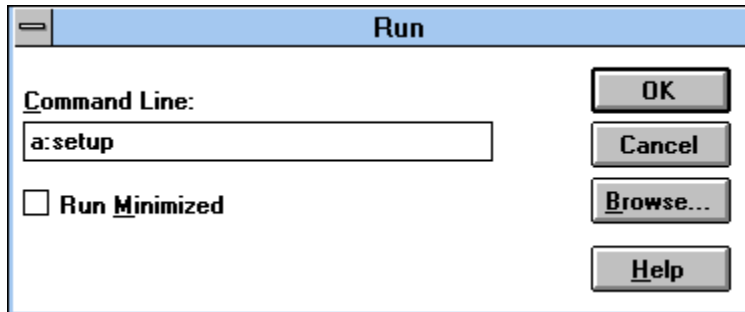 Run
Command Line:
a:setup
Run Minimized
OK
Cancel
Browse...
Help